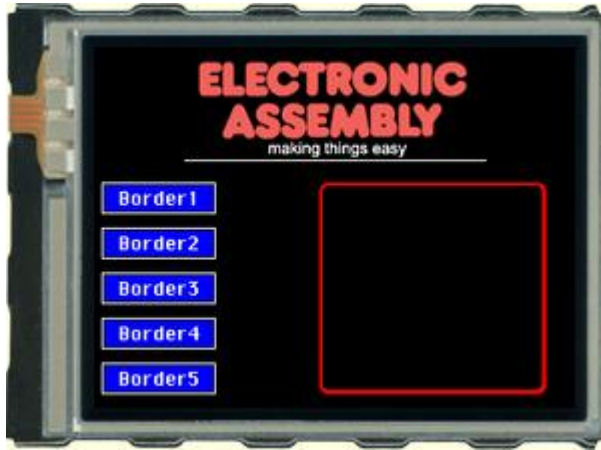 ELECTRONIC
ASSEMBLY
making things easy
Border1
Border2
Border3
Border4
Border5